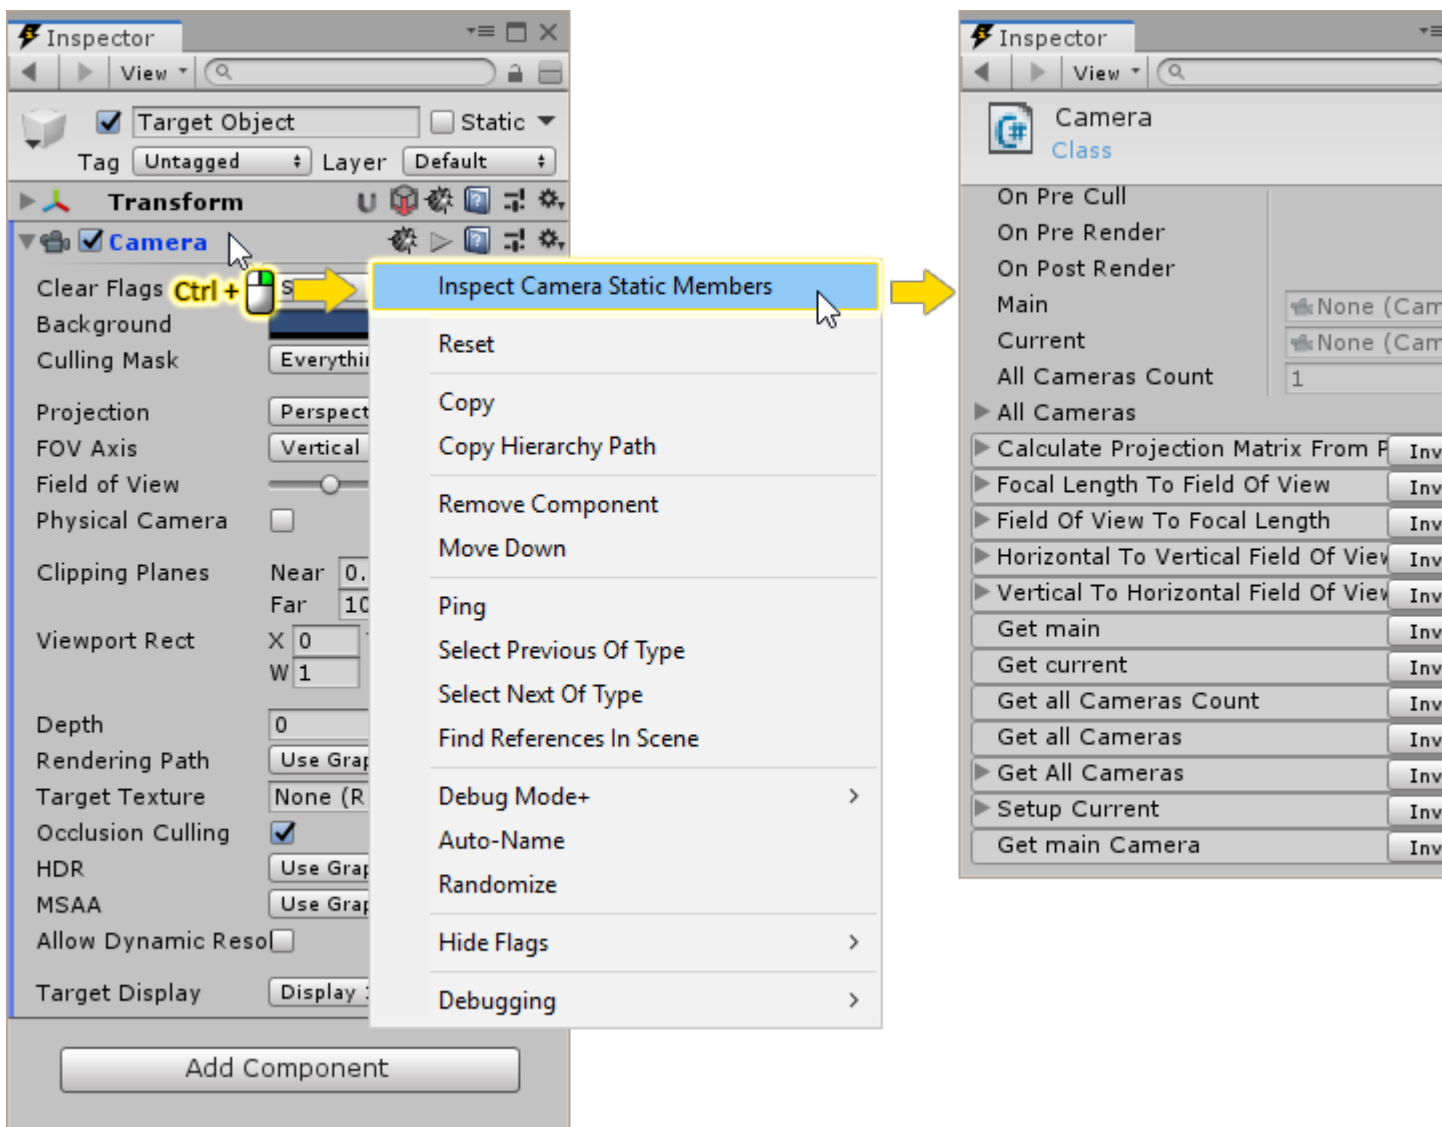 Inspector
View
Target Object
Static
Tag Untagged Layer Default
Transform
Camera
Clear Flags
Ctrl +
Background
Culling Mask
Projection
FOV Axis Vertical
Field of View
Physical Camera
Clipping Planes Near 0.
Far 10
Viewport Rect X 0
W 1
Depth 0
Rendering Path Use
Target Texture None
Occlusion Culling
HDR Use
MSAA Use
Allow Dynamic
Target Display Display
Add Component
Inspect Camera Static Members
Reset
Copy
Copy Hierarchy Path
Remove Component
Move Down
Ping
Select Previous Of Type
Select Next Of Type
Find References In Scene
Debug Mode+
Auto-Name
Randomize
Hide Flags
Debugging
Inspector
View
Camera
Class
On Pre Cull
On Pre Render
On Post Render
Main None (Cam
Current None (Cam
All Cameras Count 1
All Cameras
Calculate Projection Matrix From Inv
Focal Length To Field Of View Inv
Field Of View To Focal Length Inv
Horizontal To Vertical Field Of View Inv
Vertical To Horizontal Field Of View Inv
Get main Inv
Get current Inv
Get all Cameras Count Inv
Get all Cameras Inv
Get All Cameras Inv
Setup Current Inv
Get main Camera Inv